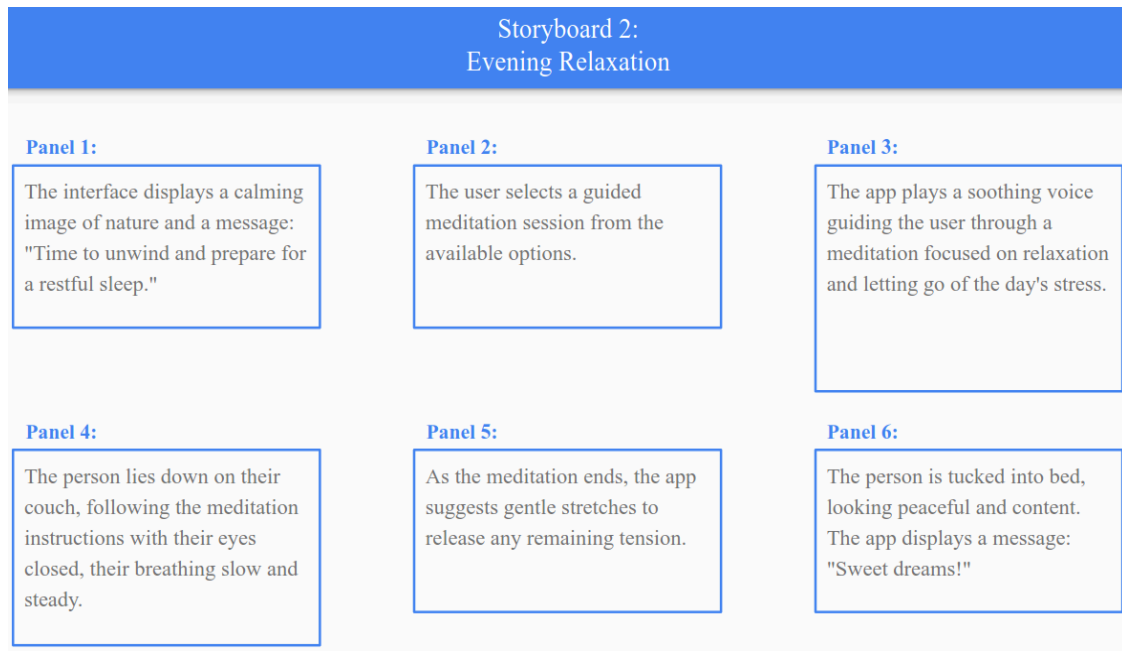 Storyboard 2:
Evening Relaxation
Panel 1:
The interface displays a calming
image of nature and a message:
"Time to unwind and prepare for
a restful sleep."
Panel 2:
The user selects a guided
meditation session from the
available options.
Panel 3:
The app plays a soothing voice
guiding the user through a
meditation focused on relaxation
and letting go of the day's stress.
Panel 4:
The person lies down on their
couch, following the meditation
instructions with their eyes
closed, their breathing slow and
steady.
Panel 5:
As the meditation ends, the app
suggests gentle stretches to
release any remaining tension.
Panel 6:
The person is tucked into bed,
looking peaceful and content.
The app displays a message:
"Sweet dreams!"